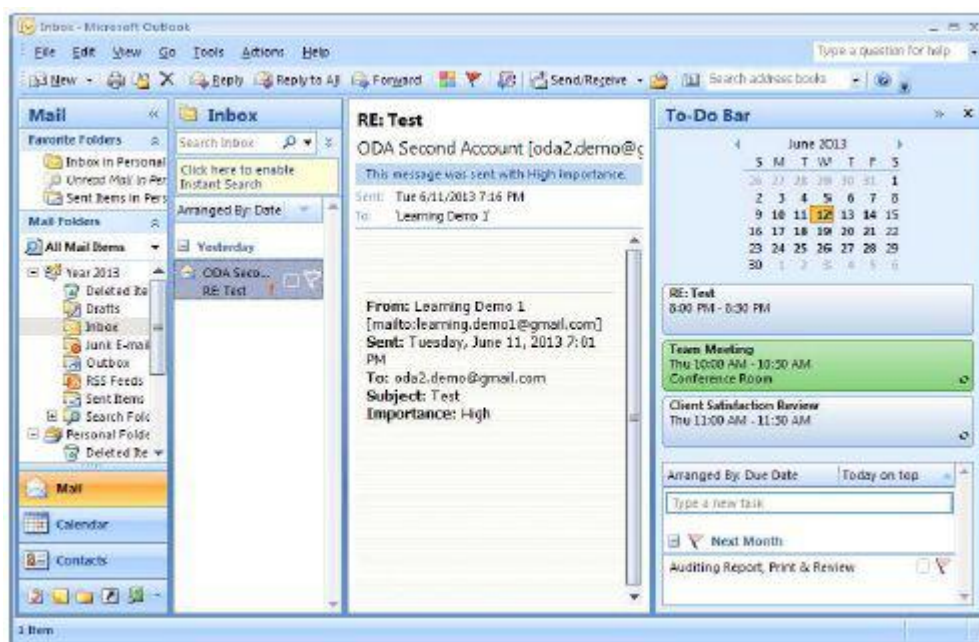 Inbox - Microsoft Outlook
File Edit View Go Tools Actions Help
Type a question for help
New Reply Reply to All Forward Send/Receive Search address books
Mail
Favorite Folders
Inbox in Personal
Unread Mail in Per
Sent Items in Pers
Mail Folders
All Mail Items
Year 2013
Deleted Ite
Drafts
Inbox
Junk E-mail
Outbox
RSS Feeds
Sent Items
Search Folc
Personal Folde
Deleted Ite
Mail
Calendar
Contacts
1 Item
Inbox
Search Inbox
Click here to enable
Instant Search
Arranged By: Date
Yesterday
ODA Seco...
RE: Test
RE: Test
ODA Second Account [oda2.demo@g
This message was sent with High importance.
Sent: Tue 6/11/2013 7:16 PM
To: 'Learning Demo 1'
From: Learning Demo 1
[mailto:learning.demo1@gmail.com]
Sent: Tuesday, June 11, 2013 7:01
PM
To: oda2.demo@gmail.com
Subject: Test
Importance: High
To-Do Bar
June 2013
S M T W T F S
26 27 28 29 30 31 1
2 3 4 5 6 7 8
9 10 11 12 13 14 15
16 17 18 19 20 21 22
23 24 25 26 27 28 29
30 1 2 3 4 5 6
RE: Test
8:00 PM - 8:30 PM
Team Meeting
Thu 10:00 AM - 10:50 AM
Conference Room
Client Satisfaction Review
Thu 11:00 AM - 11:50 AM
Arranged By: Due Date Today on top
Type a new task
Next Month
Auditing Report, Print & Review